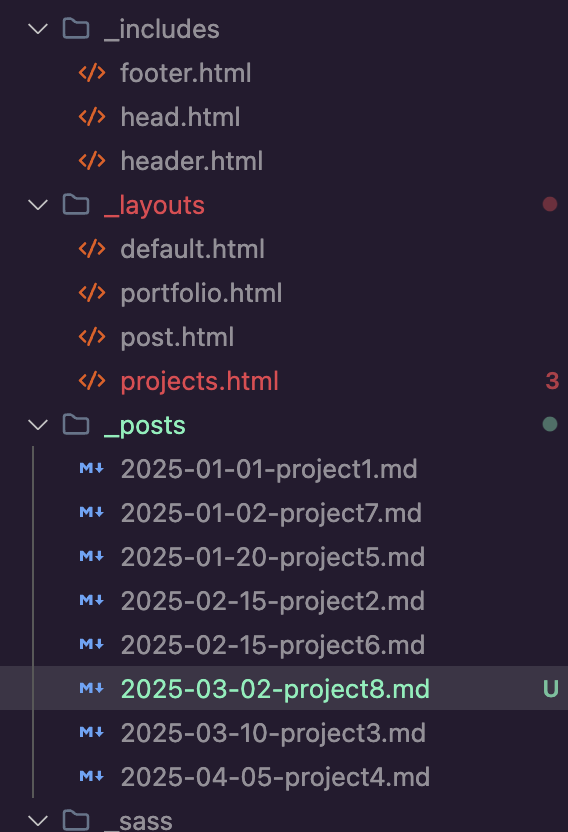 _includes
footer.html
head.html
header.html
_layouts
default.html
portfolio.html
post.html
projects.html 3
_posts
2025-01-01-project1.md
2025-01-02-project7.md
2025-01-20-project5.md
2025-02-15-project2.md
2025-02-15-project6.md
2025-03-02-project8.md U
2025-03-10-project3.md
2025-04-05-project4.md
_sass